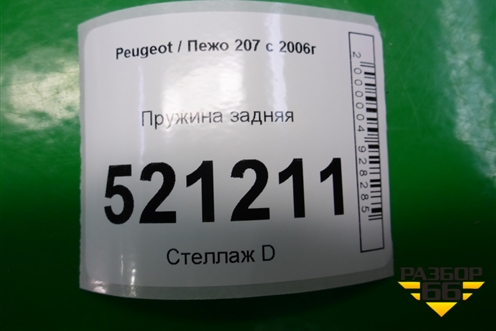 Peugeot / Пежо 207 с 2006г
Пружина задняя
521211
Стеллаж D
2000004928285
РАЗБОР
66